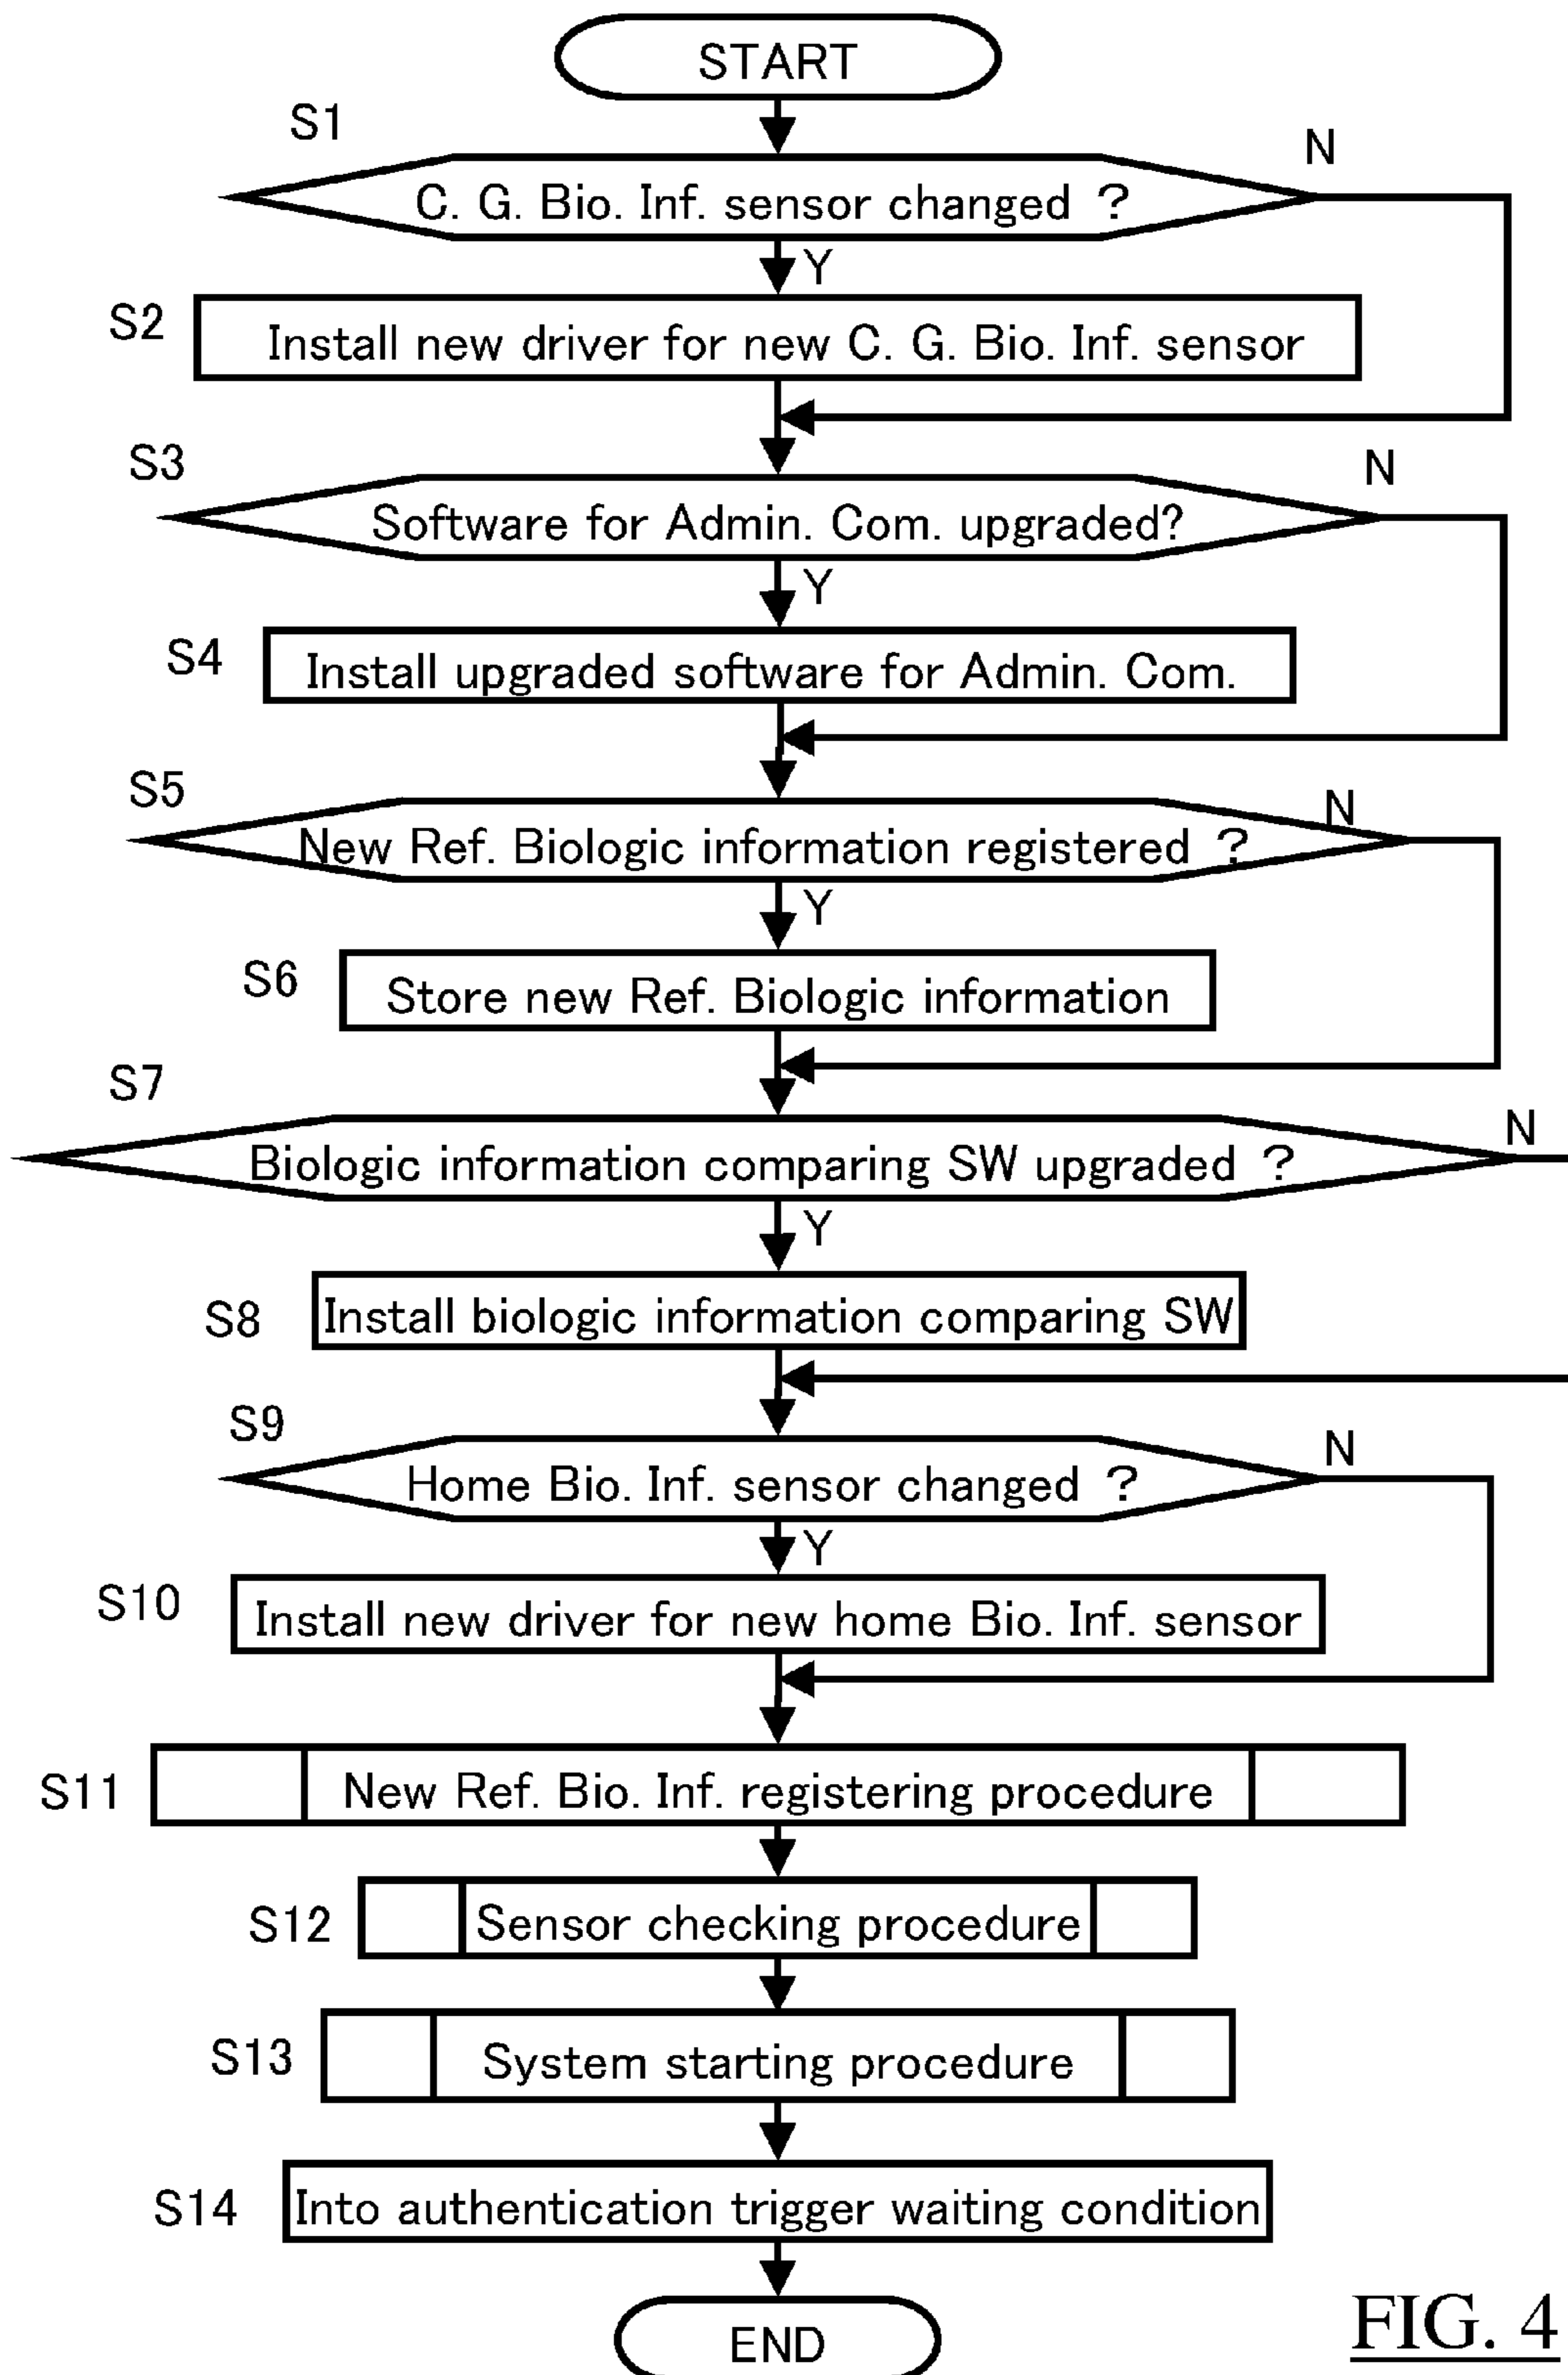 START
S1
N
C. G. Bio. Inf. sensor changed ?
Y
S2
Install new driver for new C. G. Bio. Inf. sensor
S3
N
Software for Admin. Com. upgraded?
Y
S4
Install upgraded software for Admin. Com.
S5
N
New Ref. Biologic information registered ?
Y
S6
Store new Ref. Biologic information
S7
N
Biologic information comparing SW upgraded ?
Y
S8
Install biologic information comparing SW
S9
N
Home Bio. Inf. sensor changed ?
Y
S10
Install new driver for new home Bio. Inf. sensor
S11
New Ref. Bio. Inf. registering procedure
S12
Sensor checking procedure
S13
System starting procedure
S14
Into authentication trigger waiting condition
END
FIG. 4